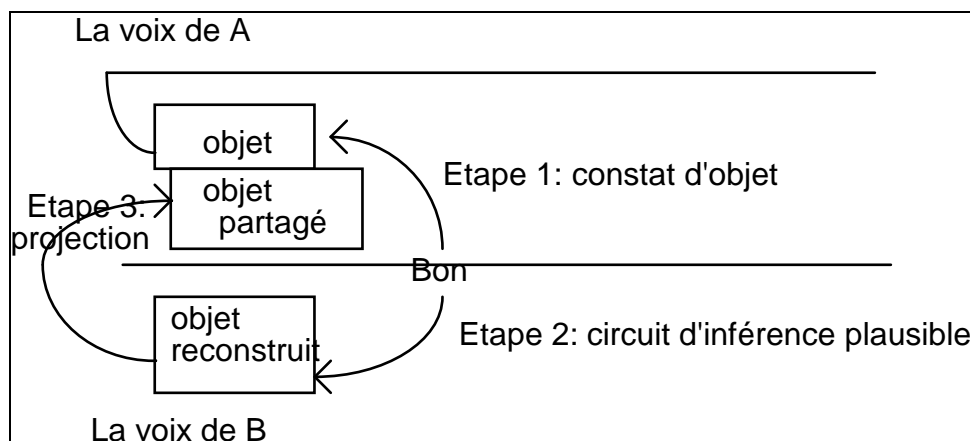 La voix de A
objet
Etape 1: constat d'objet
objet
partagé
Etape 3:
projection
Bon
objet
reconstruit
Etape 2: circuit d'inférence plausible
La voix de B